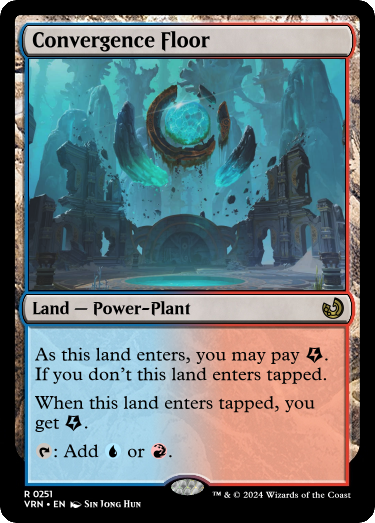 Convergence Floor
Land — Power-Plant
As this land enters, you may pay {E}.
If you don't this land enters tapped.
When this land enters tapped, you
get {E}.
{T}: Add {U} or {R}.
R 0251
VRN • EN Sin Jong Hun
™ & © 2024 Wizards of the Coast